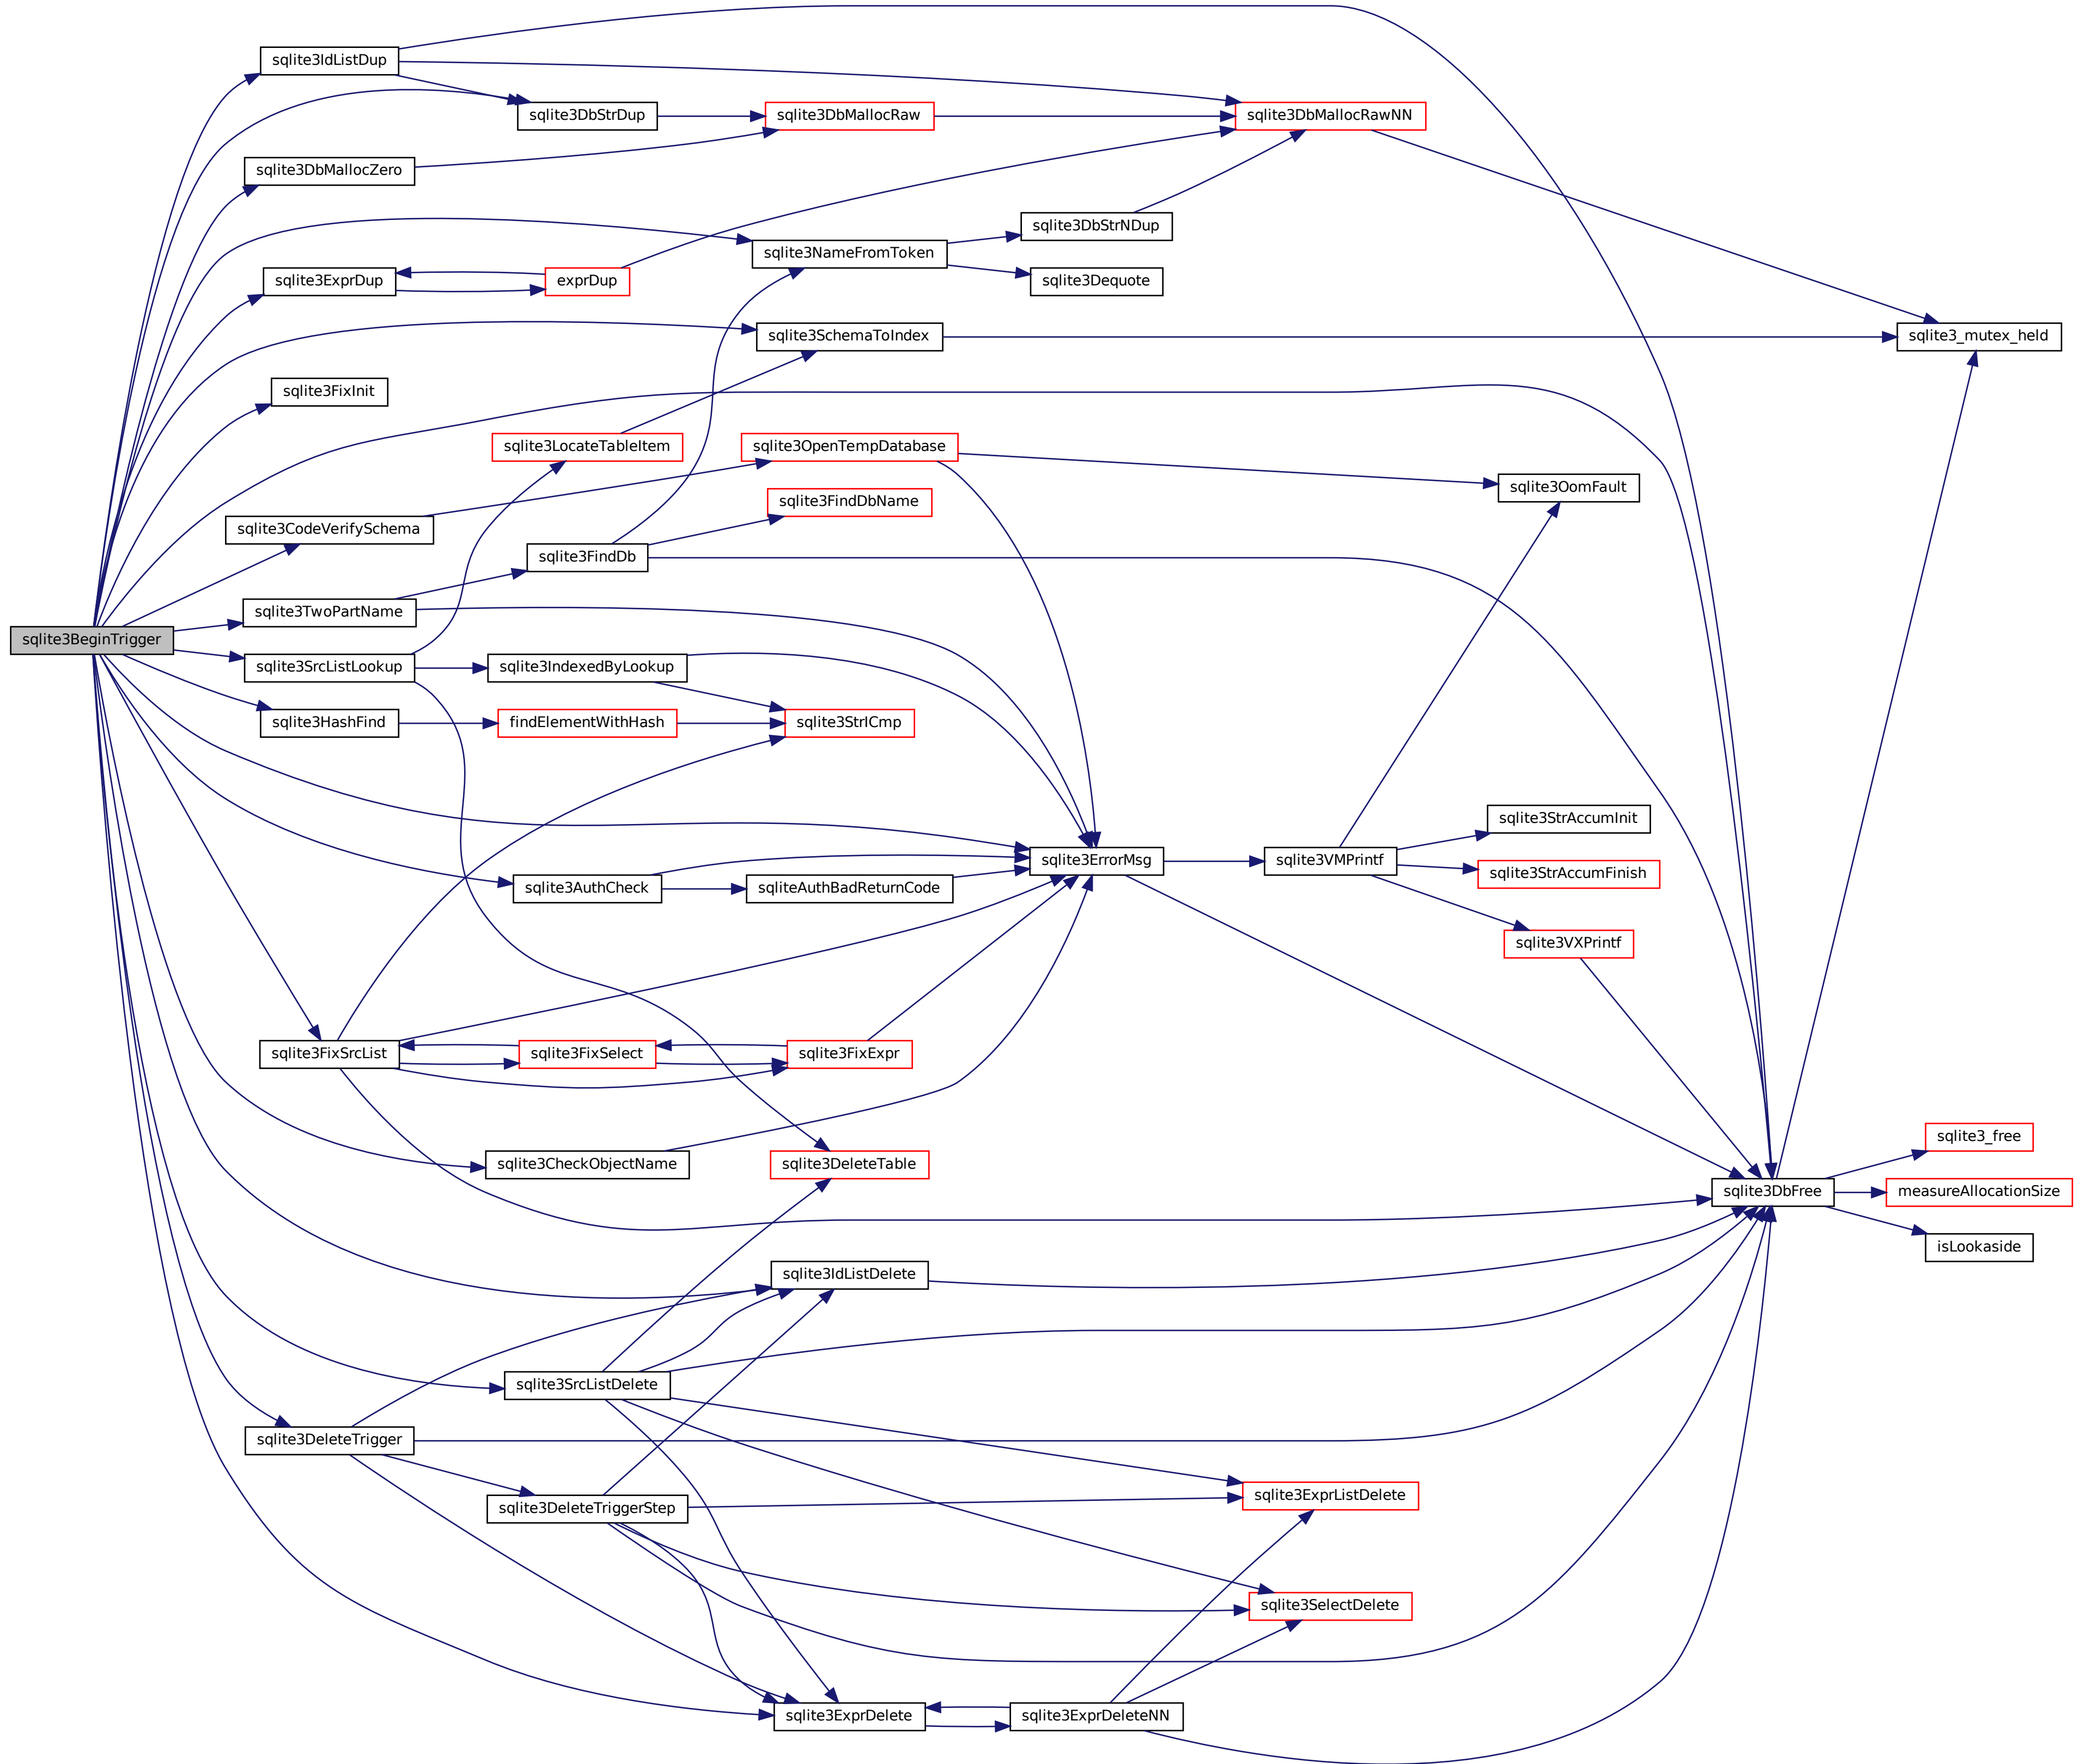 sqlite3IdListDup
sqlite3DbStrDup
sqlite3DbMallocRaw
sqlite3DbMallocRawNN
sqlite3DbMallocZero
sqlite3DbStrNDup
sqlite3NameFromToken
sqlite3ExprDup
exprDup
sqlite3Dequote
sqlite3SchemaToIndex
sqlite3_mutex_held
sqlite3FixInit
sqlite3LocateTableItem
sqlite3OpenTempDatabase
sqlite3OomFault
sqlite3FindDbName
sqlite3CodeVerifySchema
sqlite3FindDb
sqlite3TwoPartName
sqlite3BeginTrigger
sqlite3SrcListLookup
sqlite3IndexedByLookup
sqlite3HashFind
findElementWithHash
sqlite3StrICmp
sqlite3StrAccumInit
sqlite3ErrorMsg
sqlite3VMPrintf
sqlite3StrAccumFinish
sqlite3AuthCheck
sqliteAuthBadReturnCode
sqlite3VXPrintf
sqlite3FixSrcList
sqlite3FixSelect
sqlite3FixExpr
sqlite3_free
sqlite3CheckObjectName
sqlite3DeleteTable
sqlite3DbFree
measureAllocationSize
isLookaside
sqlite3IdListDelete
sqlite3SrcListDelete
sqlite3DeleteTrigger
sqlite3DeleteTriggerStep
sqlite3ExprListDelete
sqlite3SelectDelete
sqlite3ExprDelete
sqlite3ExprDeleteNN